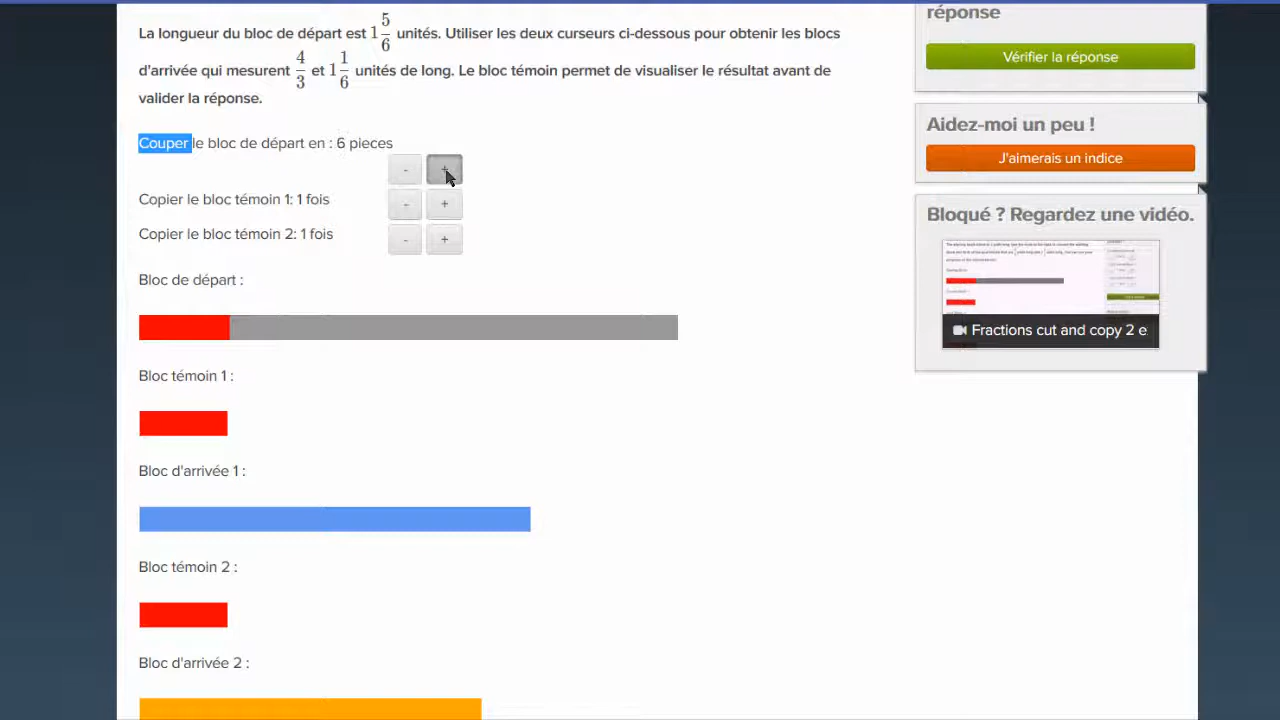 La longueur du bloc de départ est 1 5/6 unités. Utiliser les deux curseurs ci-dessous pour obtenir les blocs
d'arrivée qui mesurent 4/3 et 1 1/6 unités de long. Le bloc témoin permet de visualiser le résultat avant de
valider la réponse.
Couper le bloc de départ en : 6 pieces
- +
Copier le bloc témoin 1: 1 fois
- +
Copier le bloc témoin 2: 1 fois
- +
Bloc de départ :
Bloc témoin 1 :
Bloc d'arrivée 1 :
Bloc témoin 2 :
Bloc d'arrivée 2 :
réponse
Vérifier la réponse
Aidez-moi un peu !
J'aimerais un indice
Bloqué ? Regardez une vidéo.
Fractions cut and copy 2 e